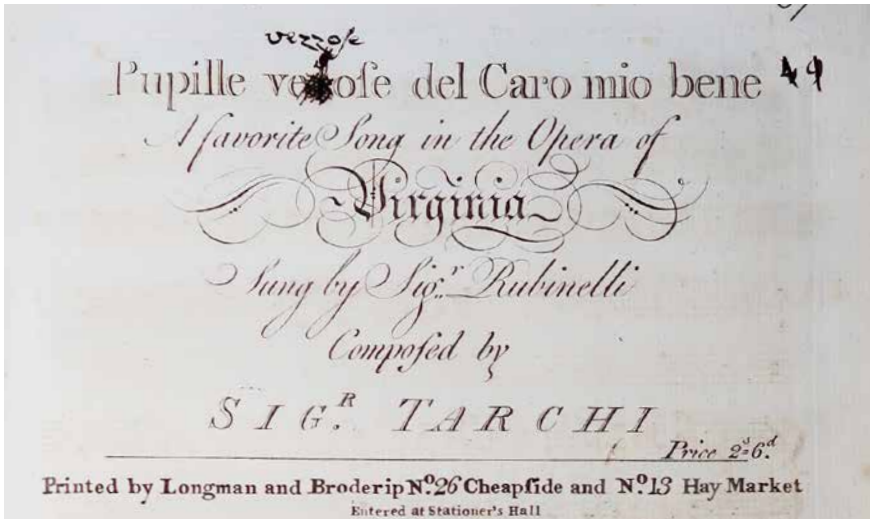 vezzoſe
Pupille veoſe del Caro mio bene 49
A favorite Song in the Opera of
Virginia
Sung by Sig.r Rubinelli
Compoſed by
SIG.R TARCHI
Price 2s=6d.
Printed by Longman and Broderip No.26 Cheapſide and No.13 Hay Market
Entered at Stationer's Hall